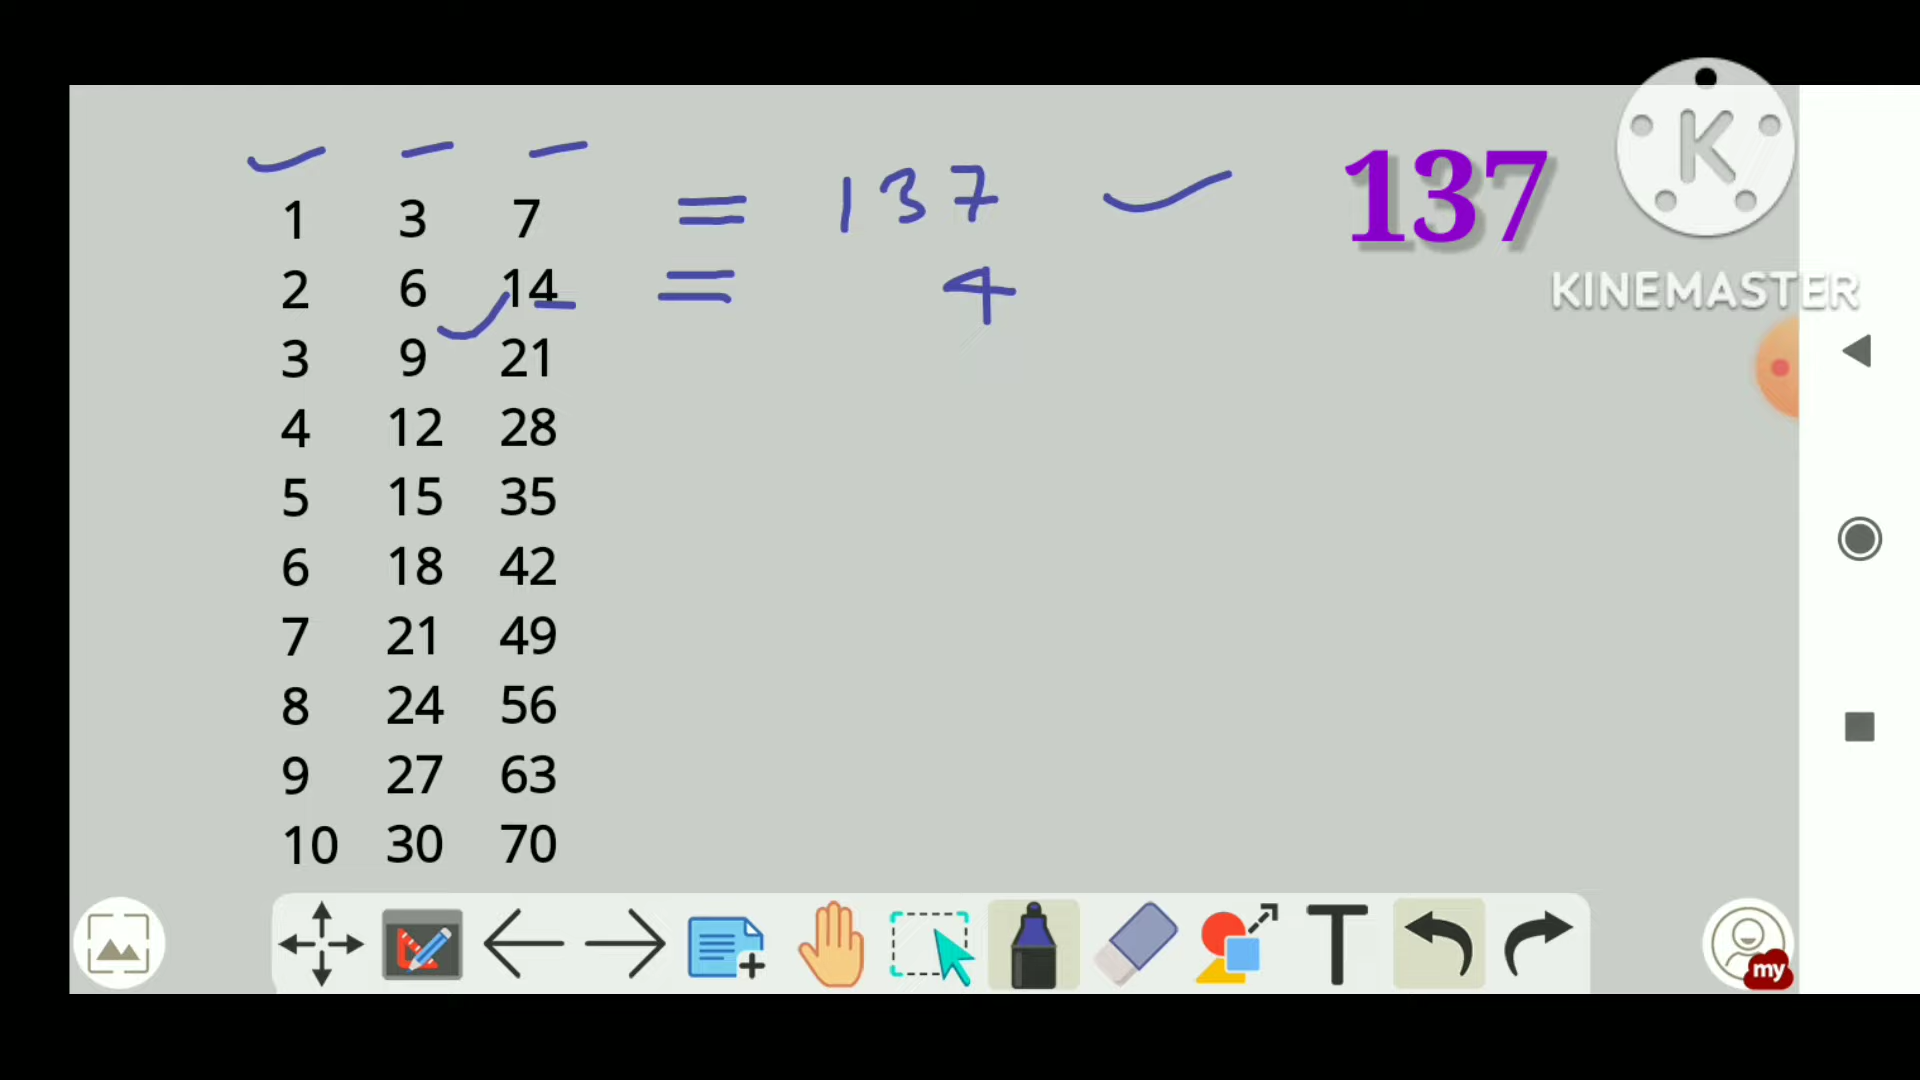 1 3 7 = 137 137
2 6 14 = 4
3 9 21
4 12 28
5 15 35
6 18 42
7 21 49
8 24 56
9 27 63
10 30 70
K
KINEMASTER
T
my